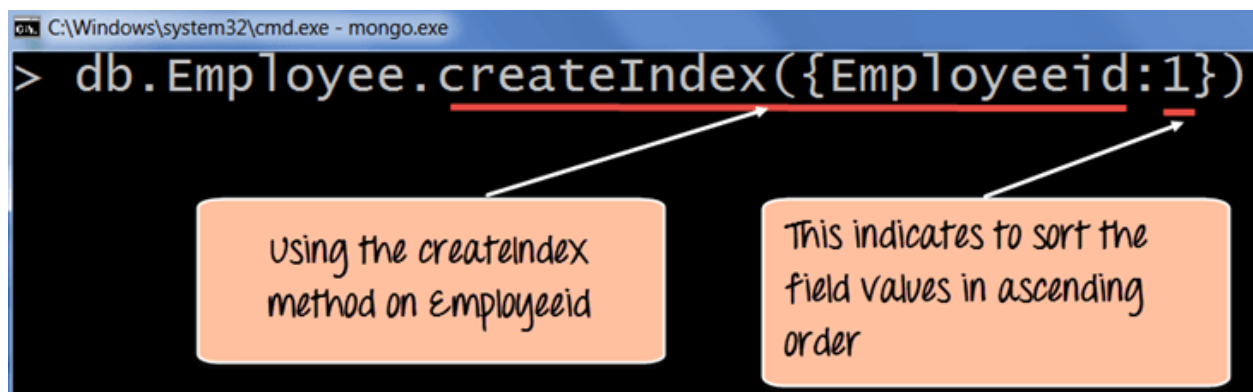 C:\Windows\system32\cmd.exe - mongo.exe
> db.Employee.createIndex({Employeeid:1})
Using the createIndex
method on Employeeid
This indicates to sort the
field values in ascending
order